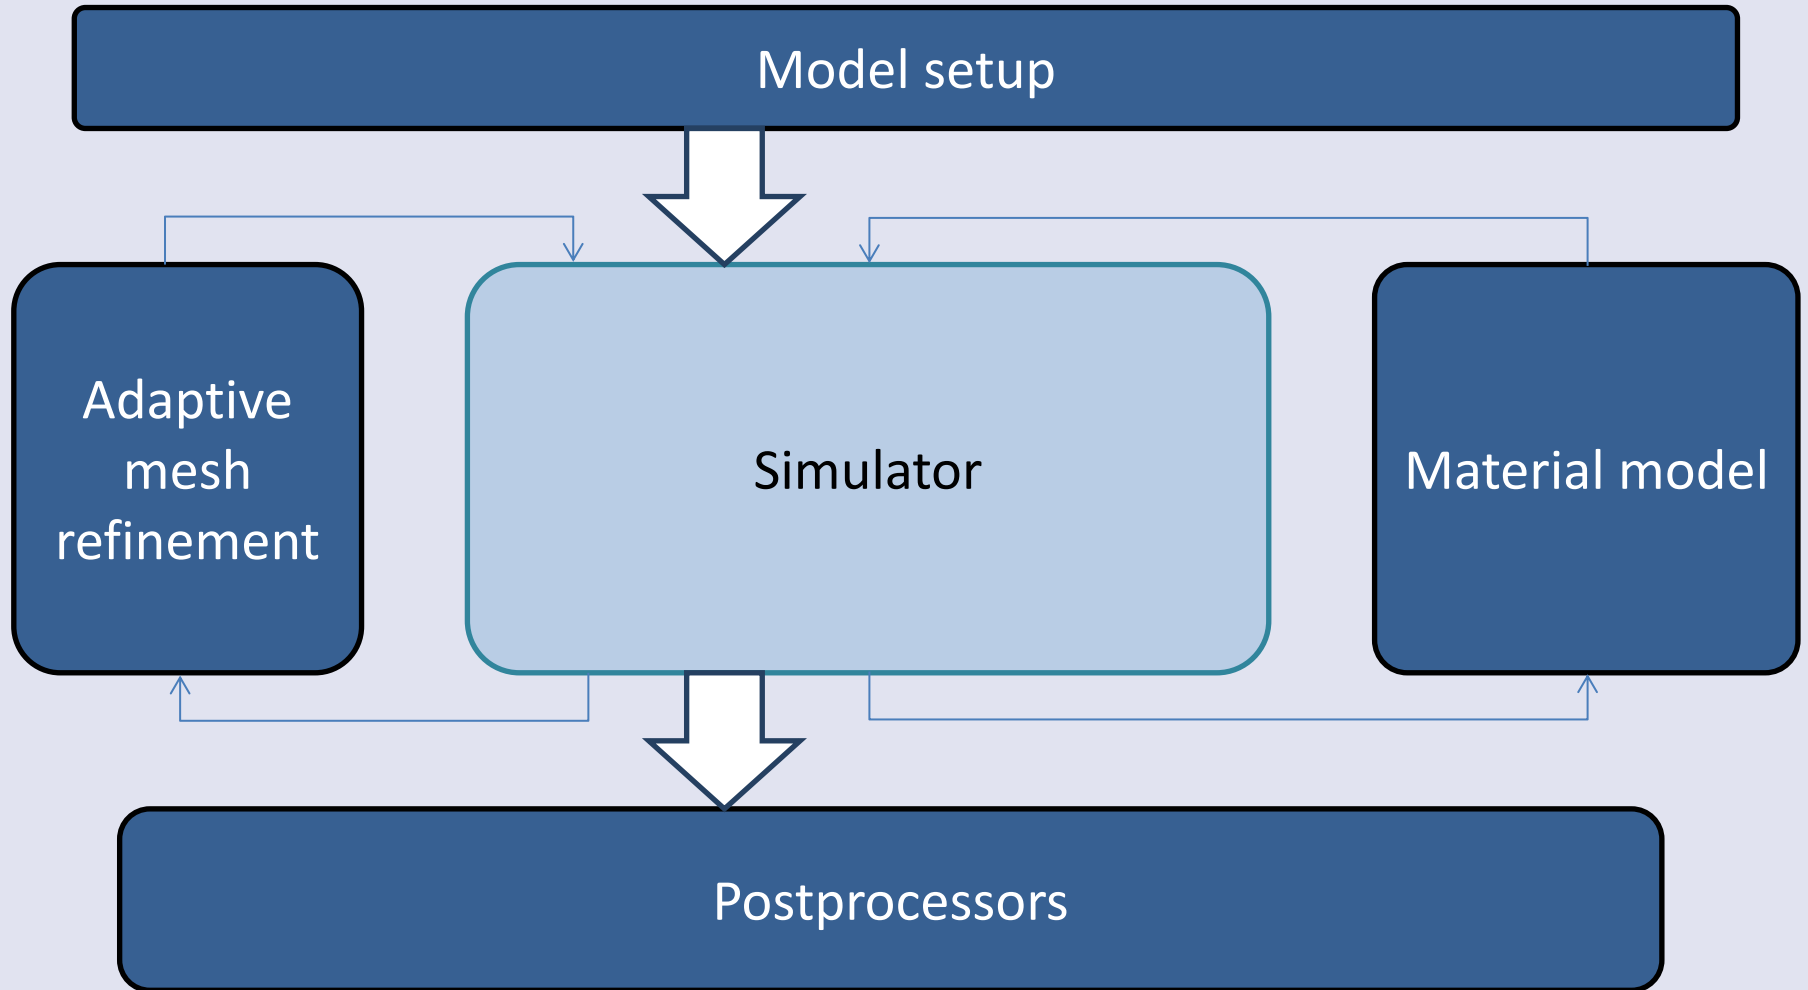 Model setup
Adaptive
mesh
refinement
Simulator
Material model
Postprocessors